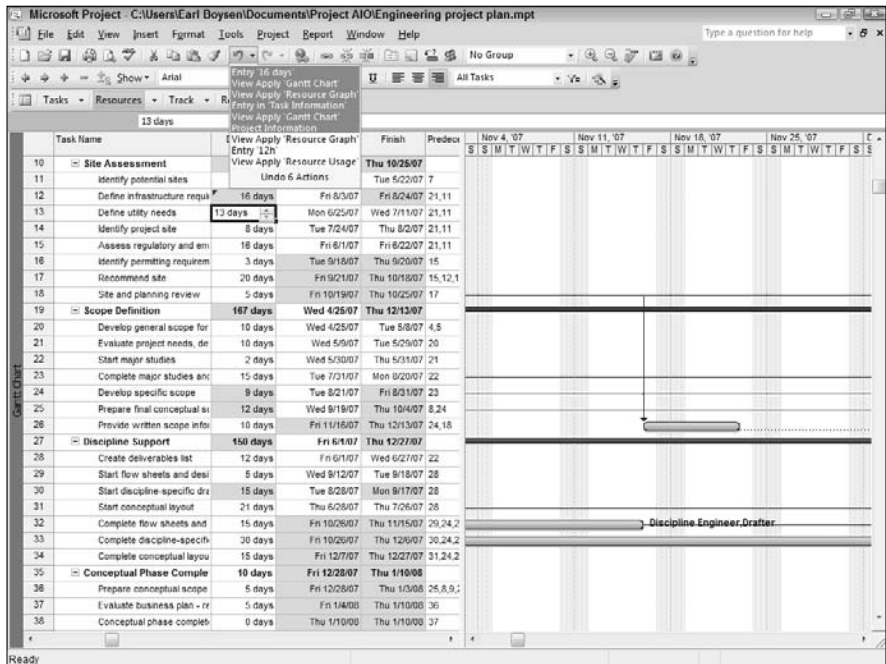 Microsoft Project - C:\Users\Earl Boysen\Documents\Project AIO\Engineering project plan.mpt
File Edit View Insert Format Tools Project Report Window Help
Type a question for help
No Group
Show Arial
U
All Tasks
Tasks Resources Track
13 days
Entry '16 days'
View Apply 'Gantt Chart'
View Apply 'Resource Graph'
Entry in 'Task Information'
View Apply 'Gantt Chart'
Project Information
View Apply 'Resource Graph'
Entry '12h'
View Apply 'Resource Usage'
Undo 6 Actions
Task Name Finish Predece Nov 4, '07 Nov 11, '07 Nov 18, '07 Nov 25, '07
S S M T W T F S S M T W T F S S M T W T F S S M T W T F S S
10 Site Assessment Thu 10/25/07
11 Identify potential sites Tue 5/22/07 7
12 Define infrastructure requi 16 days Fri 8/3/07 Fri 8/24/07 21,11
13 Define utility needs 13 days Mon 6/25/07 Wed 7/11/07 21,11
14 Identify project site 8 days Tue 7/24/07 Thu 8/2/07 21,11
15 Assess regulatory and em 16 days Fri 6/1/07 Fri 6/22/07 21,11
16 Identify permitting requirem 3 days Tue 9/18/07 Thu 9/20/07 15
17 Recommend site 20 days Fri 9/21/07 Thu 10/18/07 15,12,1
18 Site and planning review 5 days Fri 10/19/07 Thu 10/25/07 17
19 Scope Definition 167 days Wed 4/25/07 Thu 12/13/07
20 Develop general scope for 10 days Wed 4/25/07 Tue 5/8/07 4,5
21 Evaluate project needs, de 10 days Wed 5/9/07 Tue 5/29/07 20
22 Start major studies 2 days Wed 5/30/07 Thu 5/31/07 21
23 Complete major studies and 15 days Tue 7/31/07 Mon 8/20/07 22
24 Develop specific scope 9 days Tue 8/21/07 Fri 8/31/07 23
25 Prepare final conceptual sc 12 days Wed 9/19/07 Thu 10/4/07 8,24
26 Provide written scope infor 10 days Fri 11/16/07 Thu 12/13/07 24,18
27 Discipline Support 150 days Fri 6/1/07 Thu 12/27/07
28 Create deliverables list 12 days Fri 6/1/07 Wed 6/27/07 22
29 Start flow sheets and desi 5 days Wed 9/12/07 Tue 9/18/07 28
30 Start discipline-specific dra 15 days Tue 8/28/07 Mon 9/17/07 28
31 Start conceptual layout 21 days Thu 6/28/07 Thu 7/26/07 28
32 Complete flow sheets and 15 days Fri 10/26/07 Thu 11/15/07 29,24,2 Discipline Engineer,Drafter
33 Complete discipline-specifi 30 days Fri 10/26/07 Thu 12/6/07 30,24,2
34 Complete conceptual layou 15 days Fri 12/7/07 Thu 12/27/07 31,24,2
35 Conceptual Phase Comple 10 days Fri 12/28/07 Thu 1/10/08
36 Prepare conceptual scope 5 days Fri 12/28/07 Thu 1/3/08 25,8,9,
37 Evaluate business plan - re 5 days Fri 1/4/08 Thu 1/10/08 36
38 Conceptual phase complet 0 days Thu 1/10/08 Thu 1/10/08 37
Gantt Chart
Ready